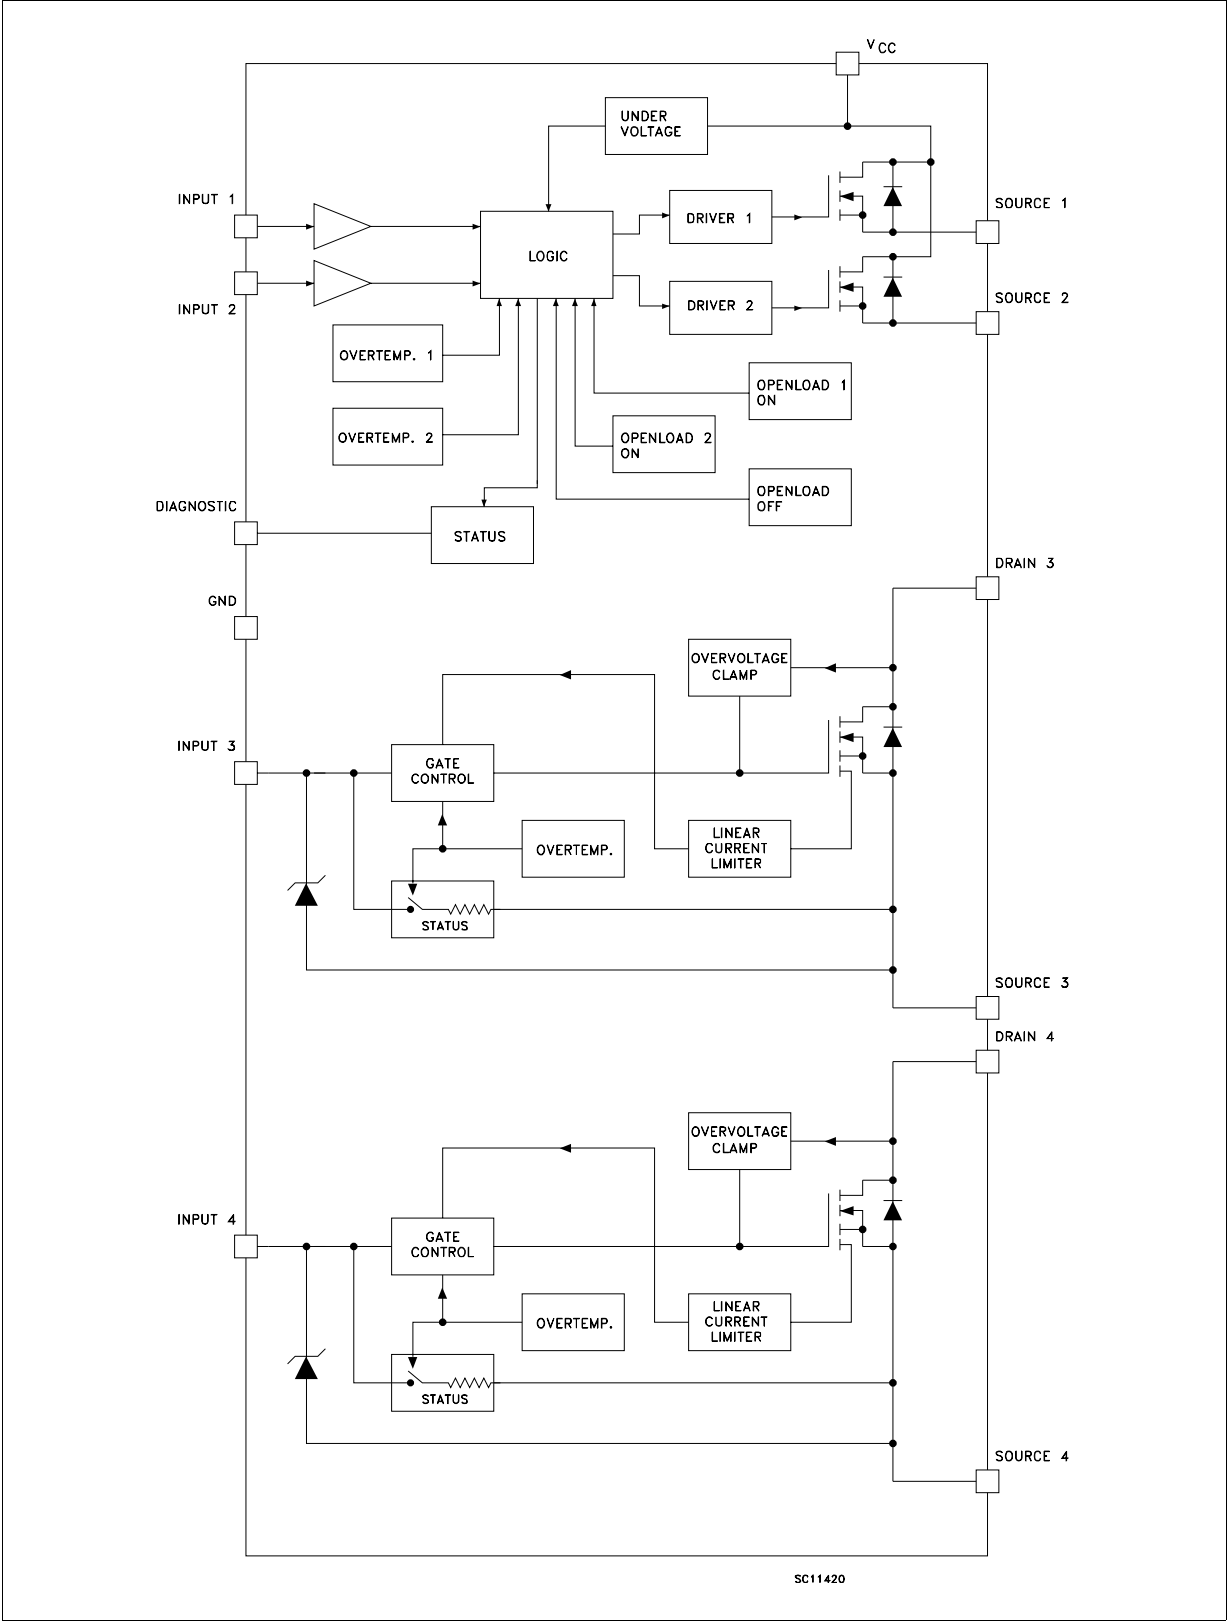 VCC
UNDER
VOLTAGE
INPUT 1
SOURCE 1
DRIVER 1
LOGIC
INPUT 2
DRIVER 2
SOURCE 2
OVERTEMP. 1
OPENLOAD 1
ON
OVERTEMP. 2
OPENLOAD 2
ON
OPENLOAD
OFF
DIAGNOSTIC
STATUS
DRAIN 3
GND
OVERVOLTAGE
CLAMP
INPUT 3
GATE
CONTROL
LINEAR
CURRENT
LIMITER
OVERTEMP.
STATUS
SOURCE 3
DRAIN 4
OVERVOLTAGE
CLAMP
INPUT 4
GATE
CONTROL
LINEAR
CURRENT
LIMITER
OVERTEMP.
STATUS
SOURCE 4
SC11420